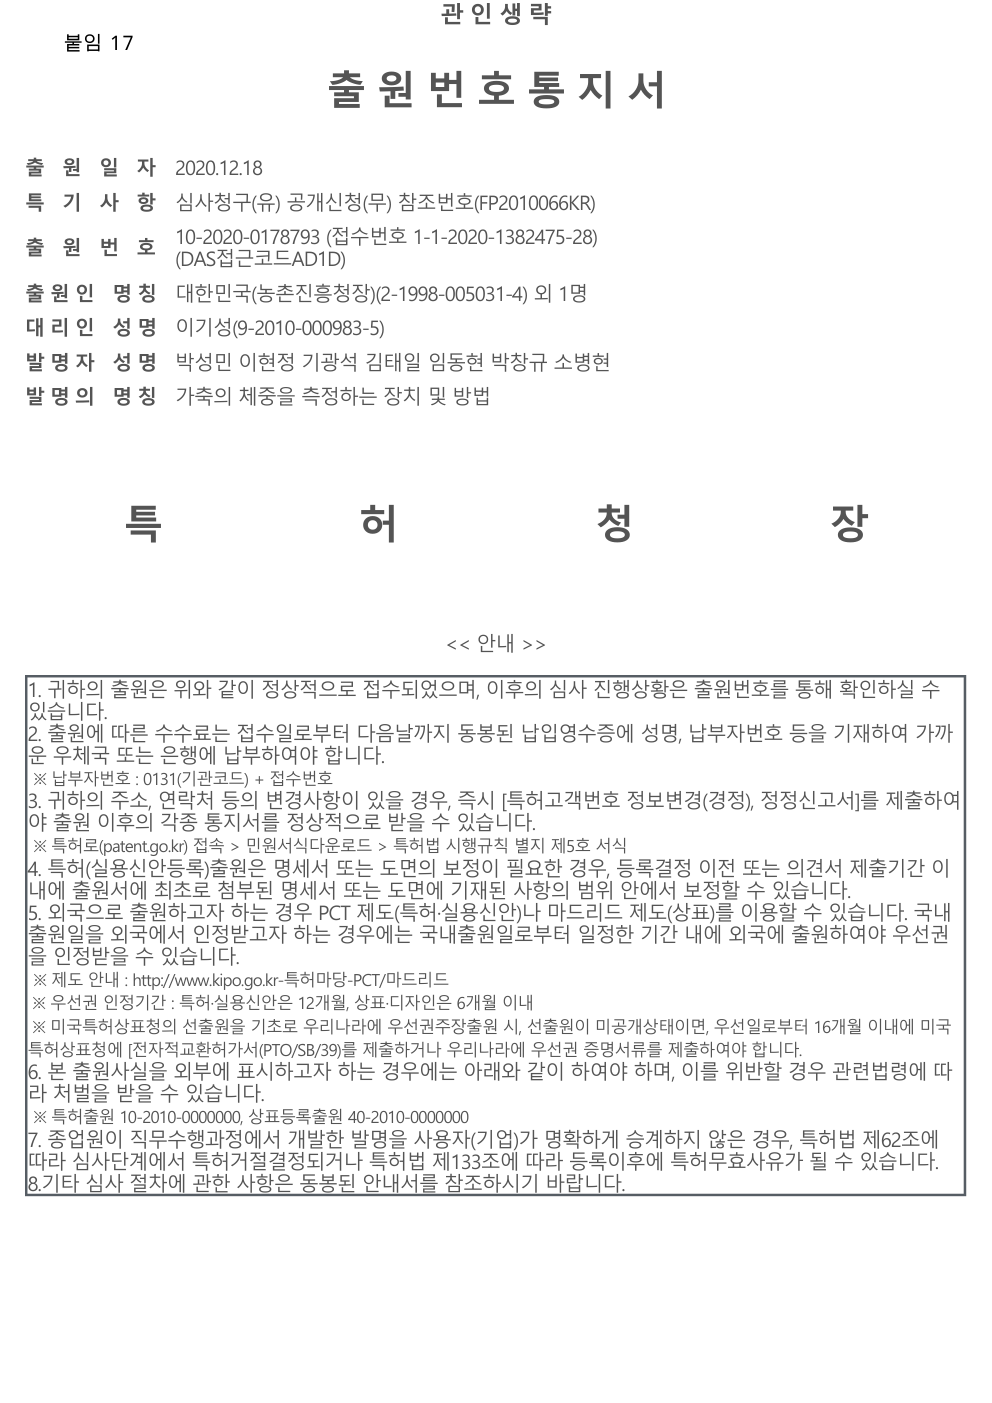 관 인 생 략
붙임 17
출 원 번 호 통 지 서
출 원 일 자 2020.12.18
특 기 사 항 심사청구(유) 공개신청(무) 참조번호(FP2010066KR)
출 원 번 호 10-2020-0178793 (접수번호 1-1-2020-1382475-28)
(DAS접근코드AD1D)
출 원 인 명 칭 대한민국(농촌진흥청장)(2-1998-005031-4) 외 1명
대 리 인 성 명 이기성(9-2010-000983-5)
발 명 자 성 명 박성민 이현정 기광석 김태일 임동현 박창규 소병현
발 명 의 명 칭 가축의 체중을 측정하는 장치 및 방법
특 허 청 장
<< 안내 >>
1. 귀하의 출원은 위와 같이 정상적으로 접수되었으며, 이후의 심사 진행상황은 출원번호를 통해 확인하실 수
있습니다.
2. 출원에 따른 수수료는 접수일로부터 다음날까지 동봉된 납입영수증에 성명, 납부자번호 등을 기재하여 가까
운 우체국 또는 은행에 납부하여야 합니다.
※ 납부자번호 : 0131(기관코드) + 접수번호
3. 귀하의 주소, 연락처 등의 변경사항이 있을 경우, 즉시 [특허고객번호 정보변경(경정), 정정신고서]를 제출하여
야 출원 이후의 각종 통지서를 정상적으로 받을 수 있습니다.
※ 특허로(patent.go.kr) 접속 > 민원서식다운로드 > 특허법 시행규칙 별지 제5호 서식
4. 특허(실용신안등록)출원은 명세서 또는 도면의 보정이 필요한 경우, 등록결정 이전 또는 의견서 제출기간 이
내에 출원서에 최초로 첨부된 명세서 또는 도면에 기재된 사항의 범위 안에서 보정할 수 있습니다.
5. 외국으로 출원하고자 하는 경우 PCT 제도(특허·실용신안)나 마드리드 제도(상표)를 이용할 수 있습니다. 국내
출원일을 외국에서 인정받고자 하는 경우에는 국내출원일로부터 일정한 기간 내에 외국에 출원하여야 우선권
을 인정받을 수 있습니다.
※ 제도 안내 : http://www.kipo.go.kr-특허마당-PCT/마드리드
※ 우선권 인정기간 : 특허·실용신안은 12개월, 상표·디자인은 6개월 이내
※ 미국특허상표청의 선출원을 기초로 우리나라에 우선권주장출원 시, 선출원이 미공개상태이면, 우선일로부터 16개월 이내에 미국
특허상표청에 [전자적교환허가서(PTO/SB/39)를 제출하거나 우리나라에 우선권 증명서류를 제출하여야 합니다.
6. 본 출원사실을 외부에 표시하고자 하는 경우에는 아래와 같이 하여야 하며, 이를 위반할 경우 관련법령에 따
라 처벌을 받을 수 있습니다.
※ 특허출원 10-2010-0000000, 상표등록출원 40-2010-0000000
7. 종업원이 직무수행과정에서 개발한 발명을 사용자(기업)가 명확하게 승계하지 않은 경우, 특허법 제62조에
따라 심사단계에서 특허거절결정되거나 특허법 제133조에 따라 등록이후에 특허무효사유가 될 수 있습니다.
8.기타 심사 절차에 관한 사항은 동봉된 안내서를 참조하시기 바랍니다.